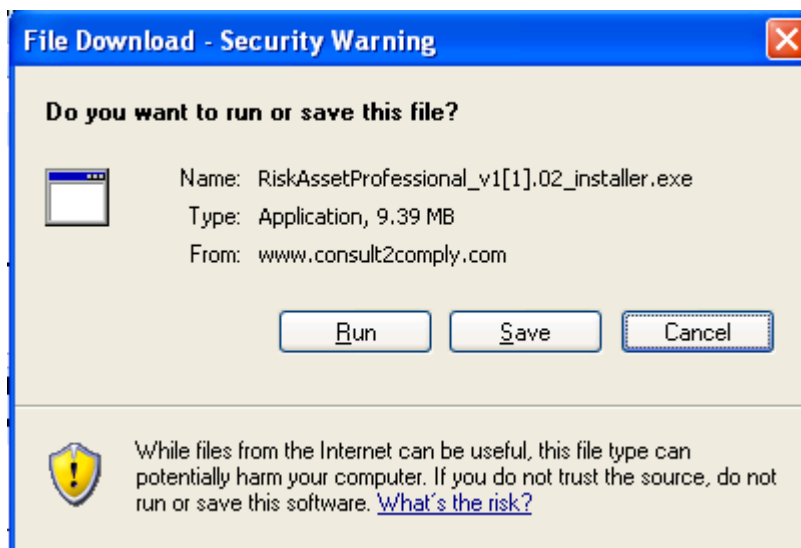 File Download - Security Warning
Do you want to run or save this file?
Name: RiskAssetProfessional_v1[1].02_installer.exe
Type: Application, 9.39 MB
From: www.consult2comply.com
Run Save Cancel
While files from the Internet can be useful, this file type can
potentially harm your computer. If you do not trust the source, do not
run or save this software. What's the risk?